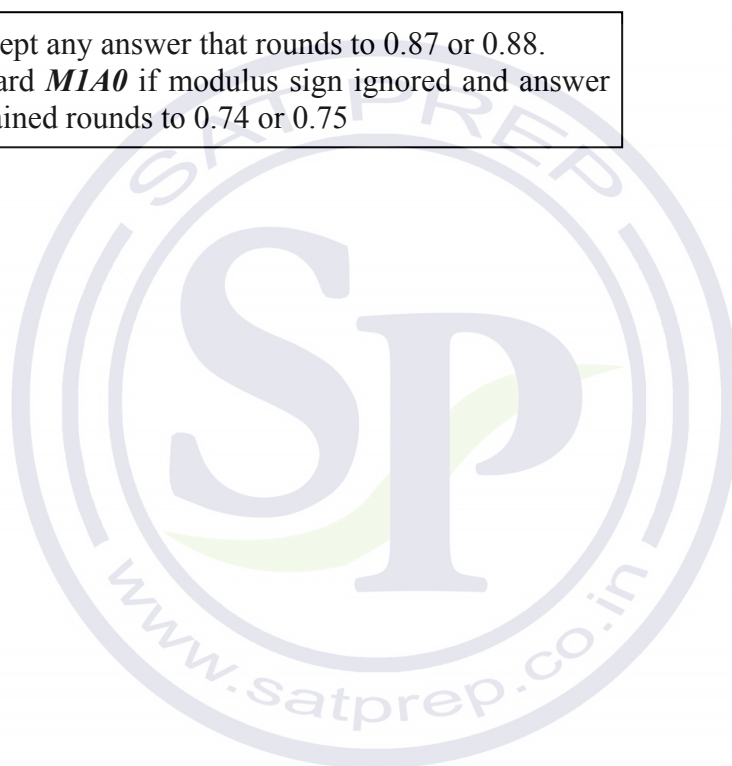 ept any answer that rounds to 0.87 or 0.88.
ard M1A0 if modulus sign ignored and answer
ined rounds to 0.74 or 0.75
SATPREP
SP
www.satprep.co.in